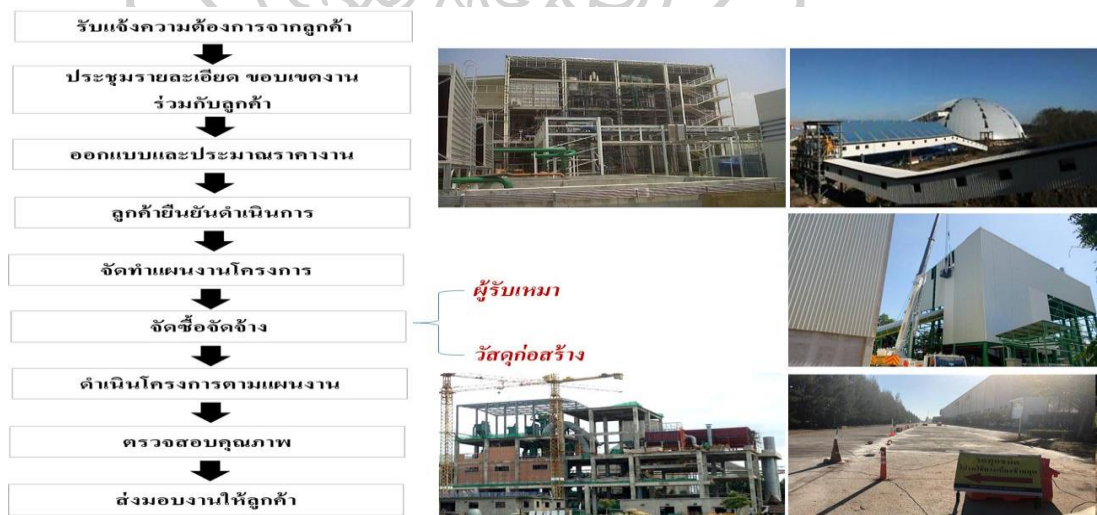 รับแจ้งความต้องการจากลูกค้า
ประชุมรายละเอียด ขอบเขตงาน
ร่วมกับลูกค้า
ออกแบบและประมาณราคางาน
ลูกค้ายืนยันดำเนินการ
จัดทำแผนงานโครงการ
จัดซื้อจัดจ้าง
ผู้รับเหมา
วัสดุก่อสร้าง
ดำเนินโครงการตามแผนงาน
ตรวจสอบคุณภาพ
ส่งมอบงานให้ลูกค้า